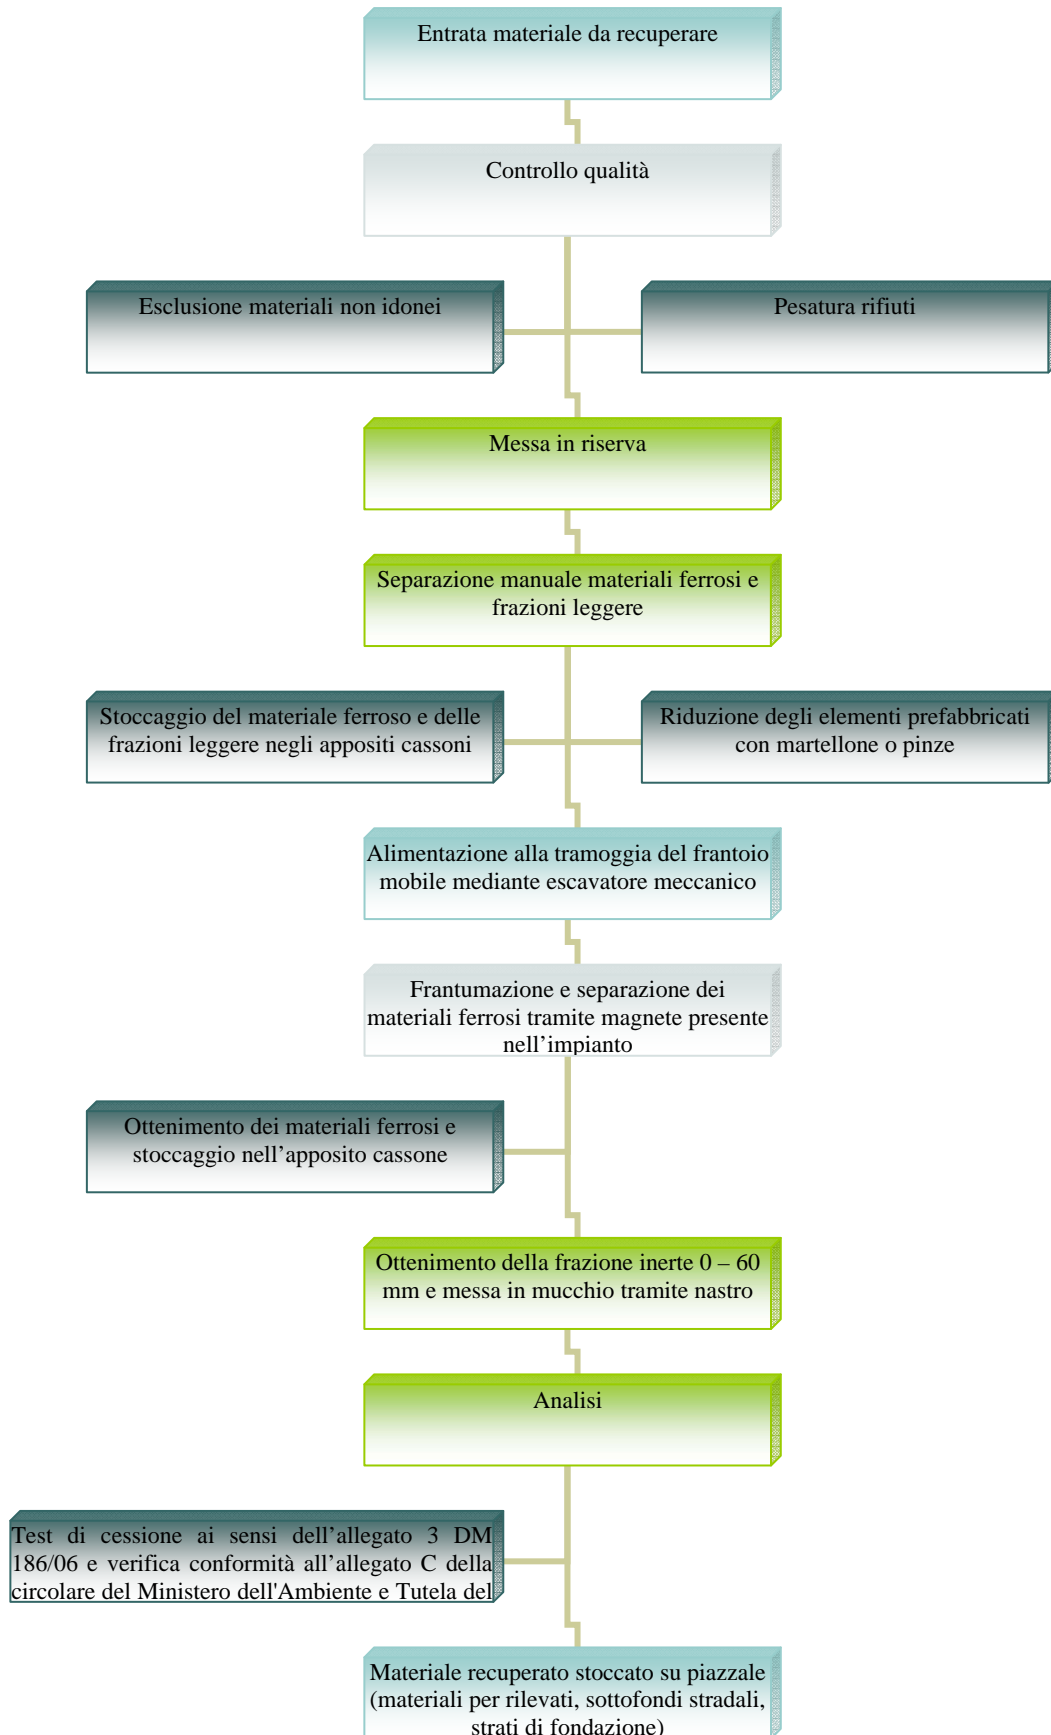 Entrata materiale da recuperare
Controllo qualità
Esclusione materiali non idonei
Pesatura rifiuti
Messa in riserva
Separazione manuale materiali ferrosi e
frazioni leggere
Stoccaggio del materiale ferroso e delle
frazioni leggere negli appositi cassoni
Riduzione degli elementi prefabbricati
con martellone o pinze
Alimentazione alla tramoggia del frantoio
mobile mediante escavatore meccanico
Frantumazione e separazione dei
materiali ferrosi tramite magnete presente
nell’impianto
Ottenimento dei materiali ferrosi e
stoccaggio nell’apposito cassone
Ottenimento della frazione inerte 0 – 60
mm e messa in mucchio tramite nastro
Analisi
Test di cessione ai sensi dell’allegato 3 DM
186/06 e verifica conformità all’allegato C della
circolare del Ministero dell'Ambiente e Tutela del
Materiale recuperato stoccato su piazzale
(materiali per rilevati, sottofondi stradali,
strati di fondazione)